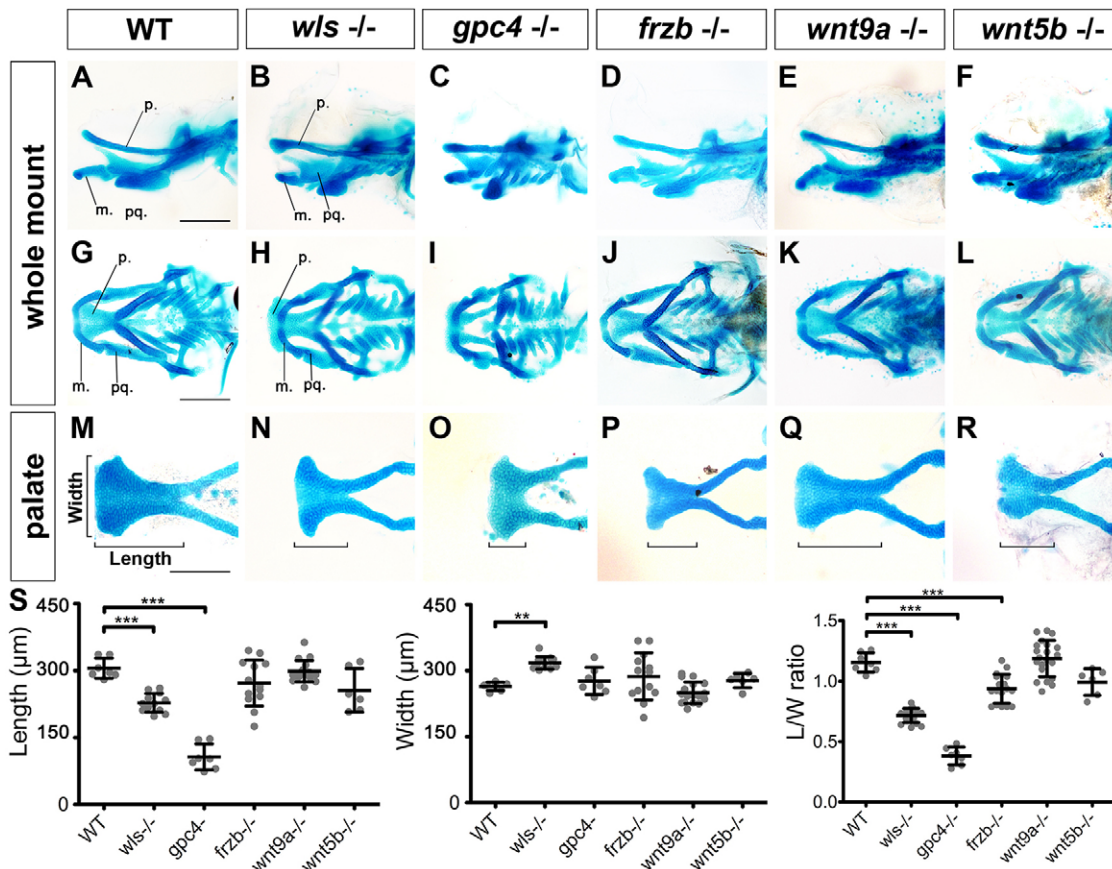 WT wls -/- gpc4 -/- frzb -/- wnt9a -/- wnt5b -/-
whole mount
A B C D E F
p. p.
m. pq. m. pq.
G H I J K L
p. p.
m. pq. m. pq.
palate
M N O P Q R
Width
Length
S
450
300
150
0
Length (µm)
***
***
WT wls-/- gpc4- frzb-/- wnt9a-/- wnt5b-/-
450
300
150
0
Width (µm)
**
WT wls-/- gpc4- frzb-/- wnt9a-/- wnt5b-/-
1.5
1.0
0.5
0.0
L/W ratio
***
***
***
WT wls-/- gpc4-/- frzb-/- wnt9a-/- wnt5b-/-